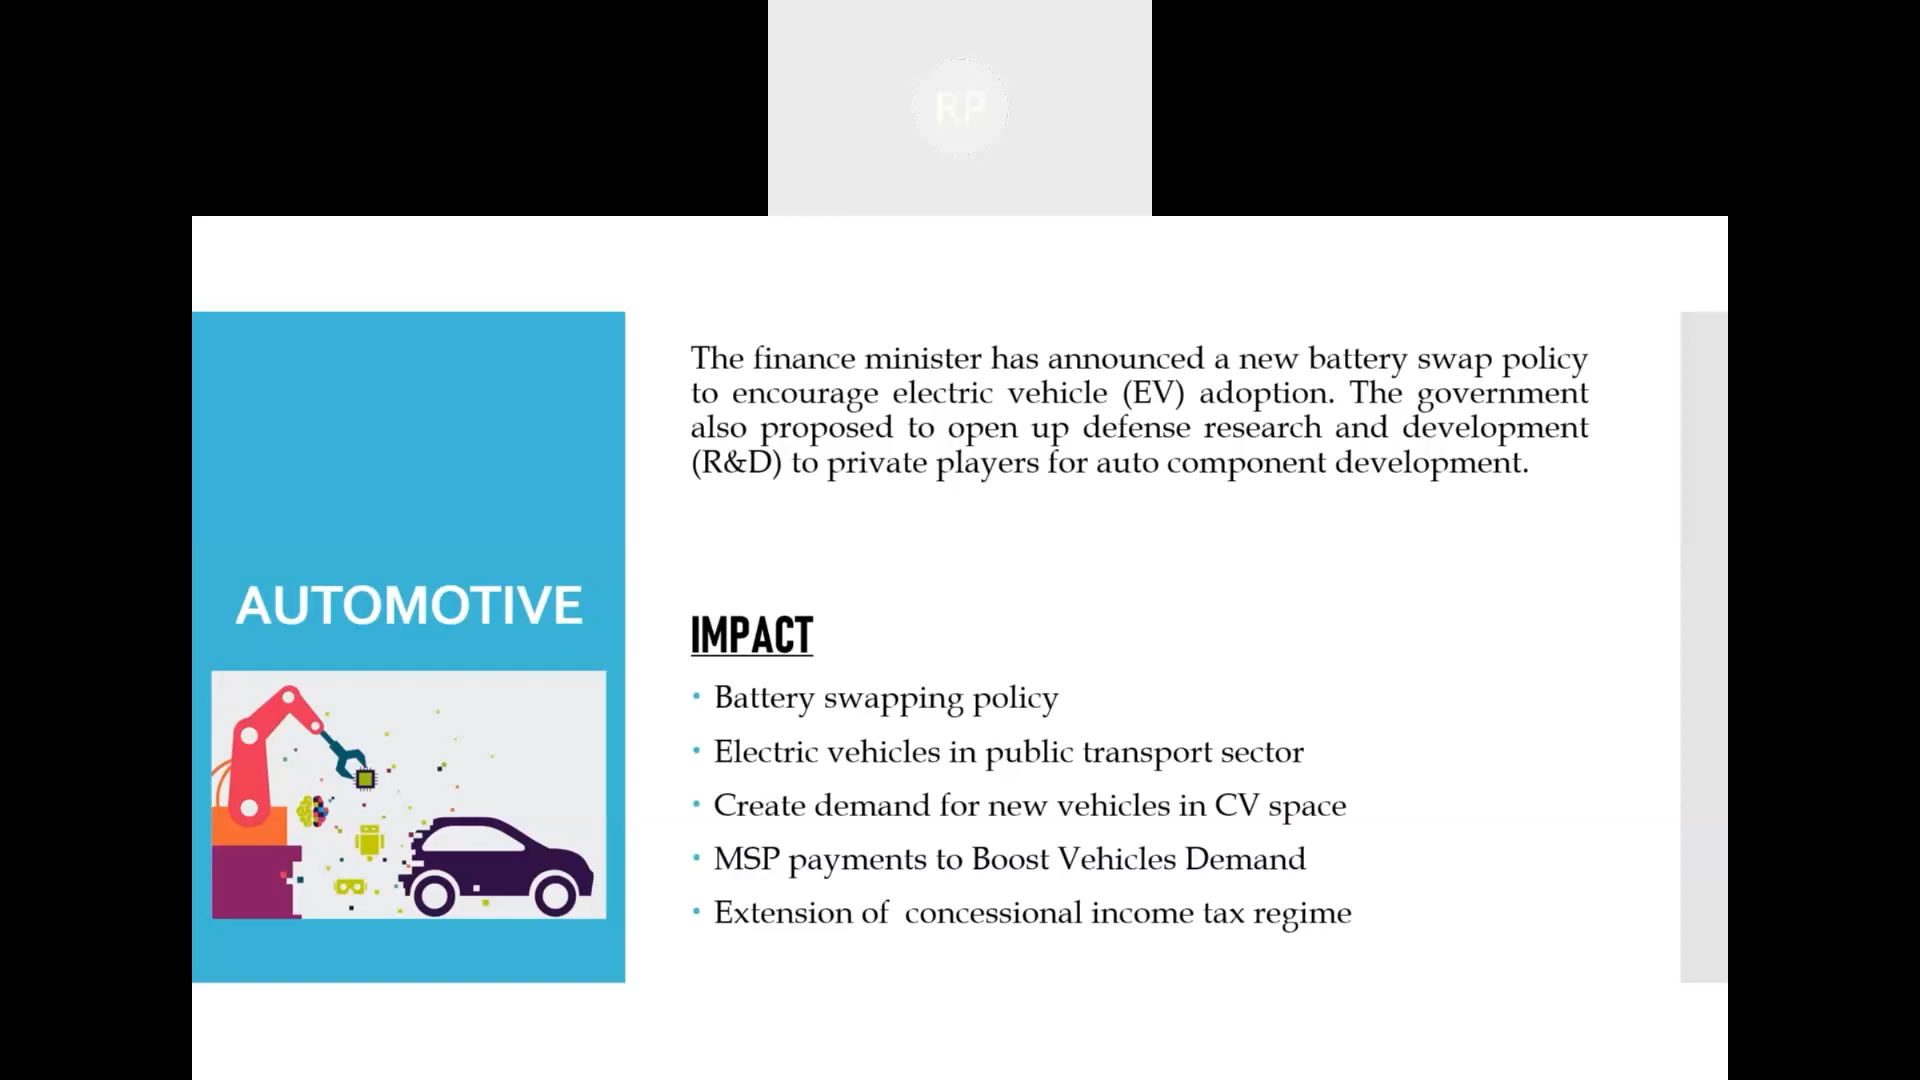 RP
The finance minister has announced a new battery swap policy
to encourage electric vehicle (EV) adoption. The government
also proposed to open up defense research and development
(R&D) to private players for auto component development.
AUTOMOTIVE
IMPACT
• Battery swapping policy
• Electric vehicles in public transport sector
• Create demand for new vehicles in CV space
• MSP payments to Boost Vehicles Demand
• Extension of  concessional income tax regime